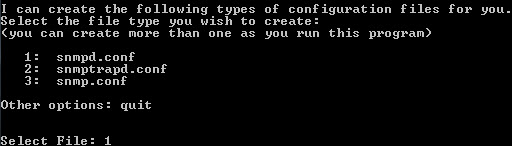 I can create the following types of configuration files for you.
Select the file type you wish to create:
(you can create more than one as you run this program)
1: snmpd.conf
2: snmptrapd.conf
3: snmp.conf
Other options: quit
Select File: 1